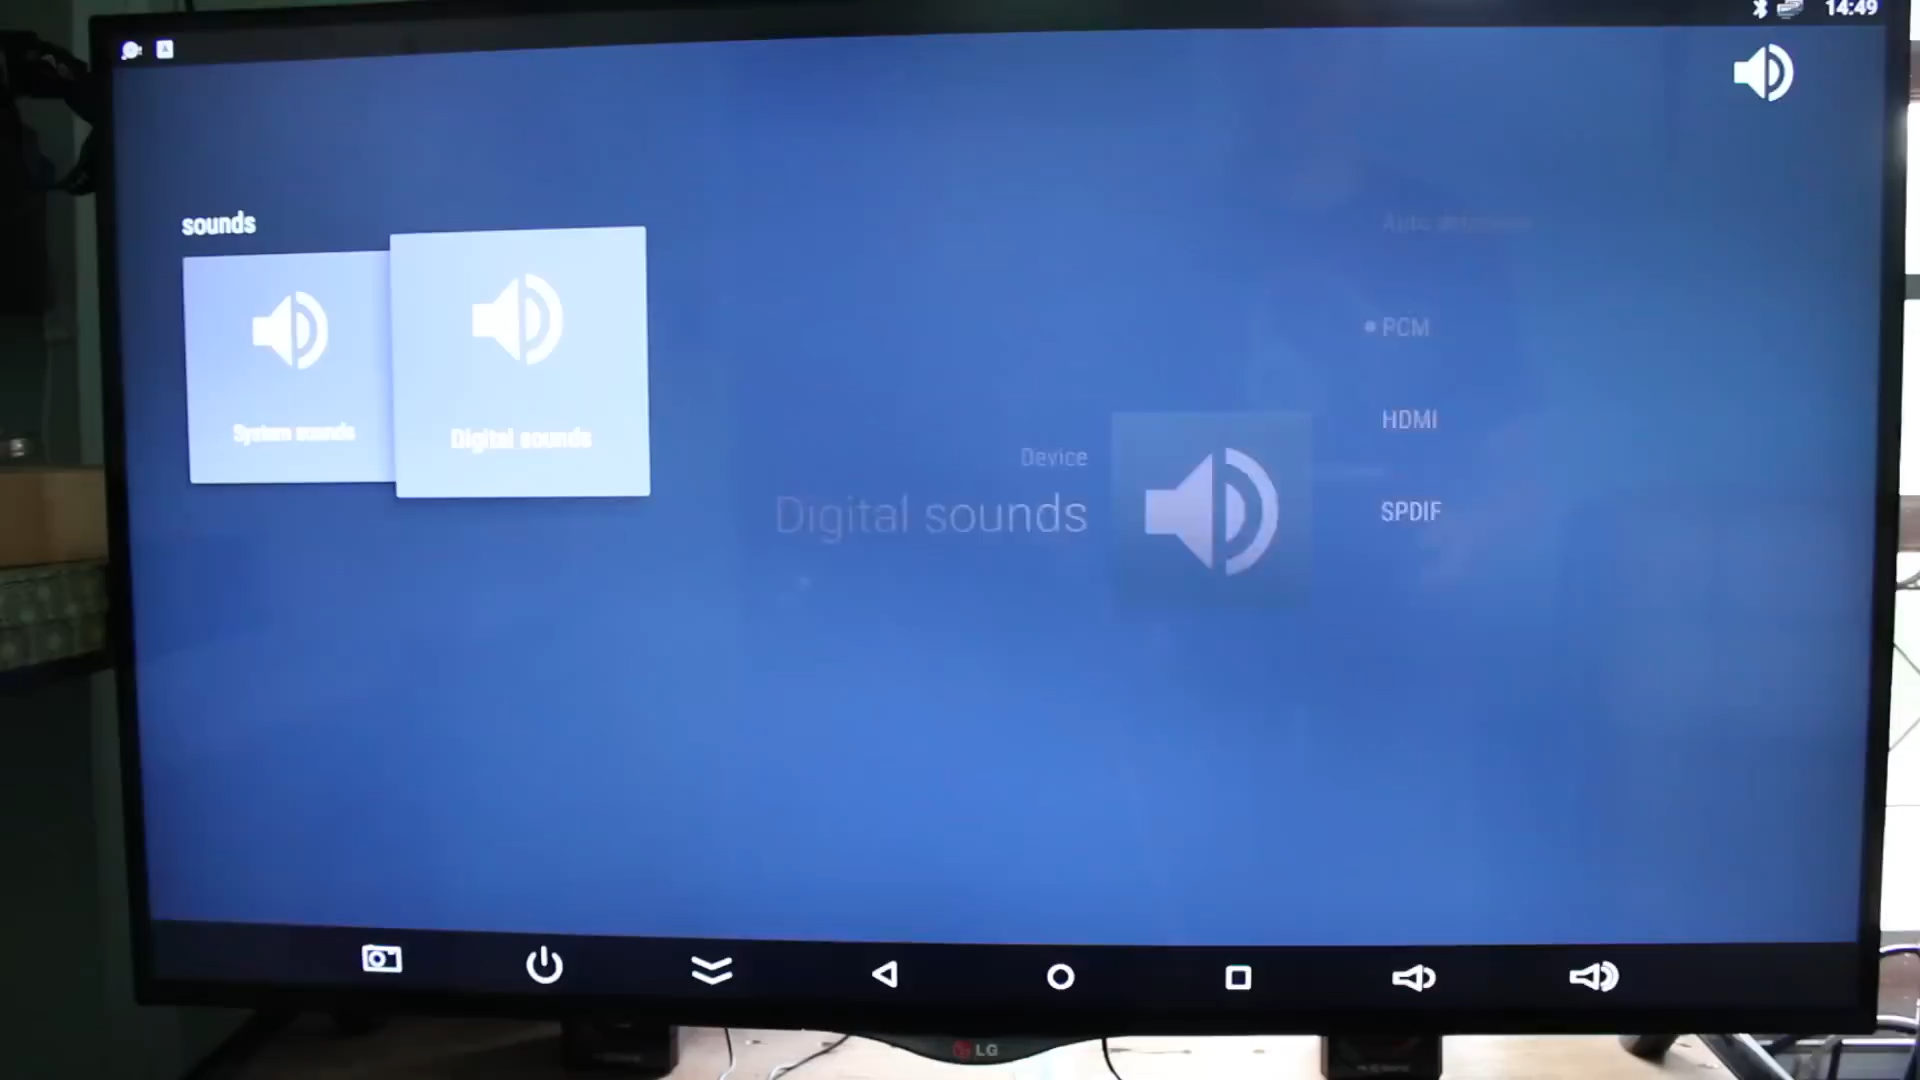 14:49
sounds
System sounds
Digital sounds
Device
Digital sounds
PCM
HDMI
SPDIF
LG